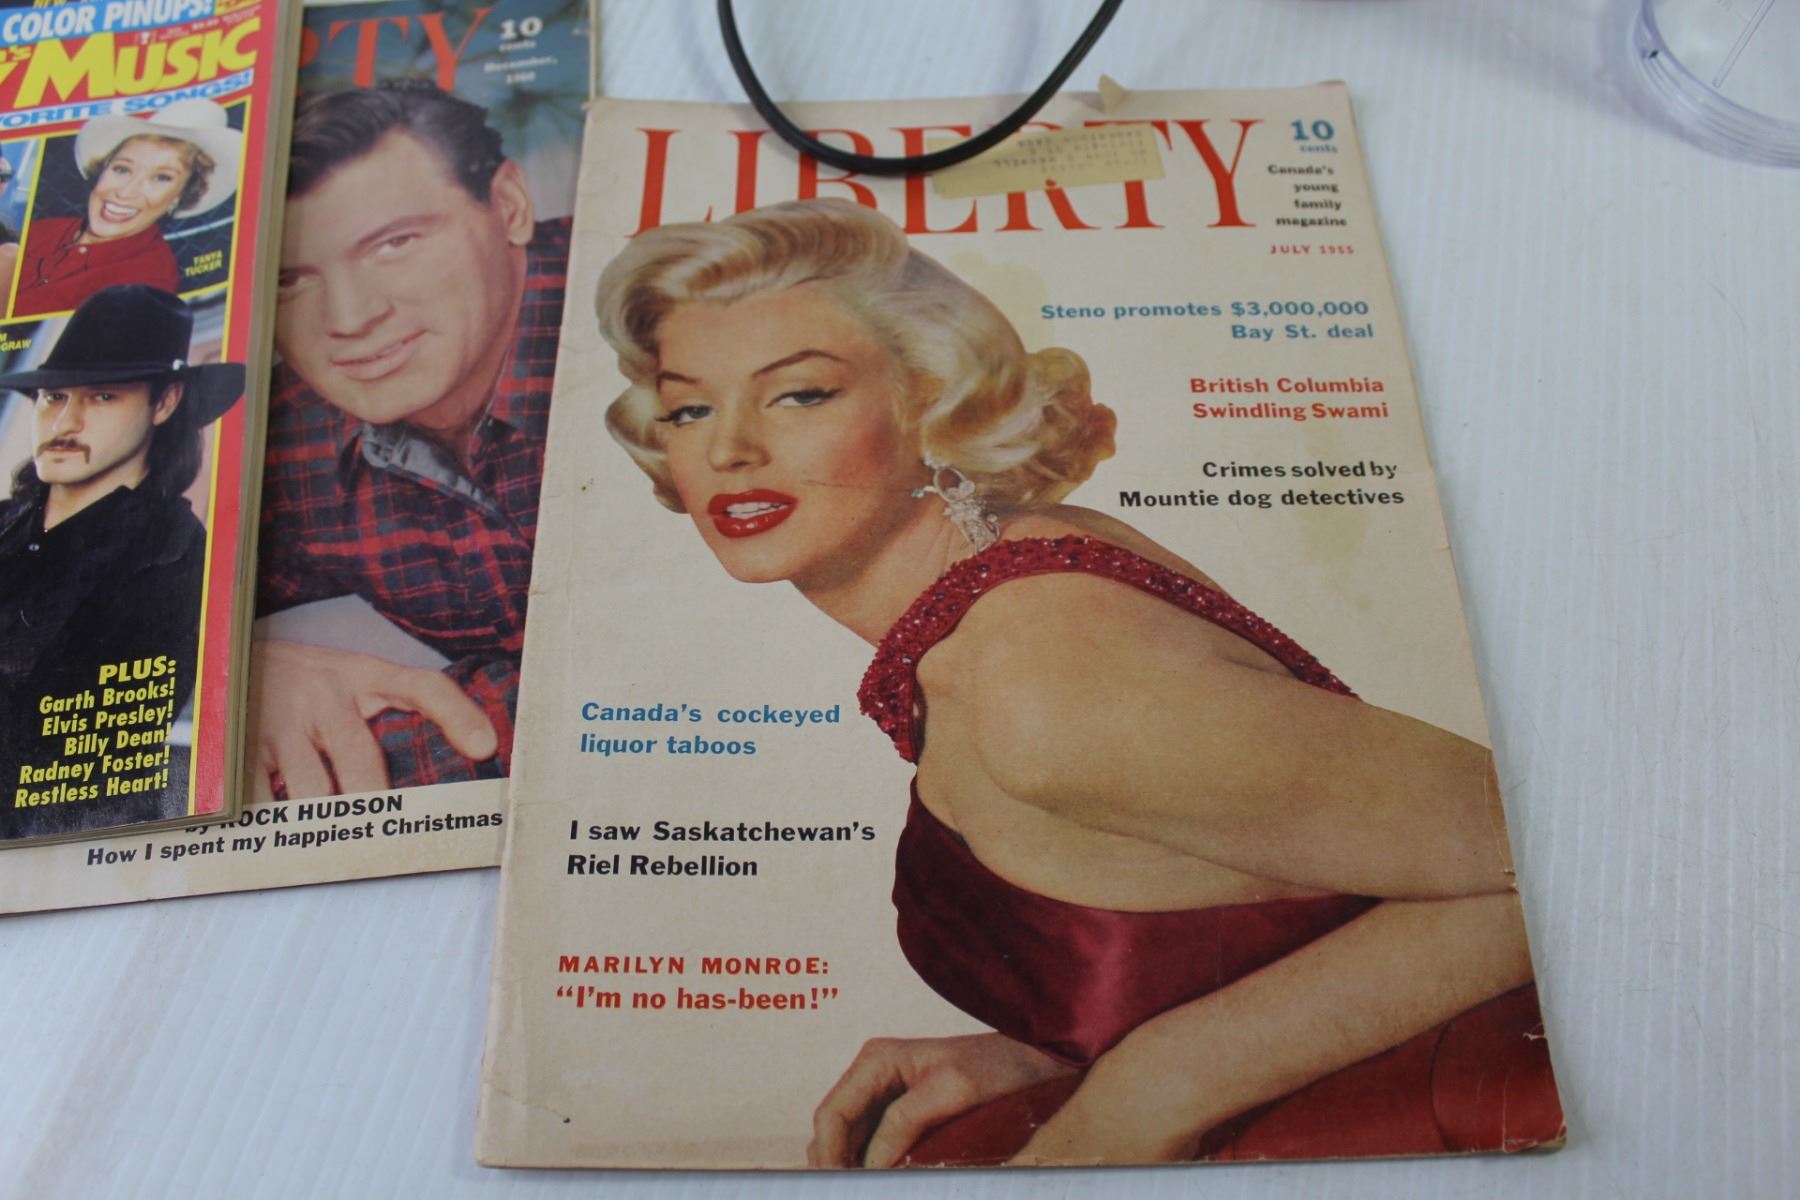 COLOR PINUPS!
MUSIC
FAVORITE SONGS!
TANYA
TUCKER
GRAW
PLUS:
Garth Brooks!
Elvis Presley!
Billy Dean!
Radney Foster!
Restless Heart!
RTY
10
cents
December,
1960
by ROCK HUDSON
How I spent my happiest Christmas
LIBERTY
10
cents
Canada's
young
family
magazine
JULY 1955
Steno promotes $3,000,000
Bay St. deal
British Columbia
Swindling Swami
Crimes solved by
Mountie dog detectives
Canada's cockeyed
liquor taboos
I saw Saskatchewan's
Riel Rebellion
MARILYN MONROE:
“I'm no has-been!”